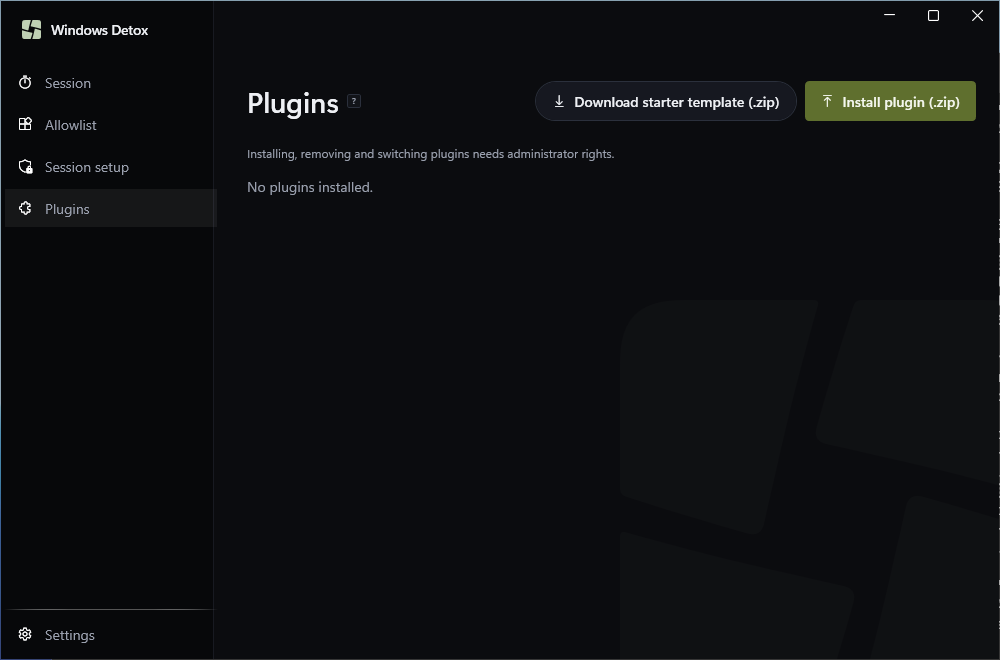 Windows Detox
Session
Allowlist
Session setup
Plugins
Settings
Plugins ?
Download starter template (.zip)
Install plugin (.zip)
Installing, removing and switching plugins needs administrator rights.
No plugins installed.